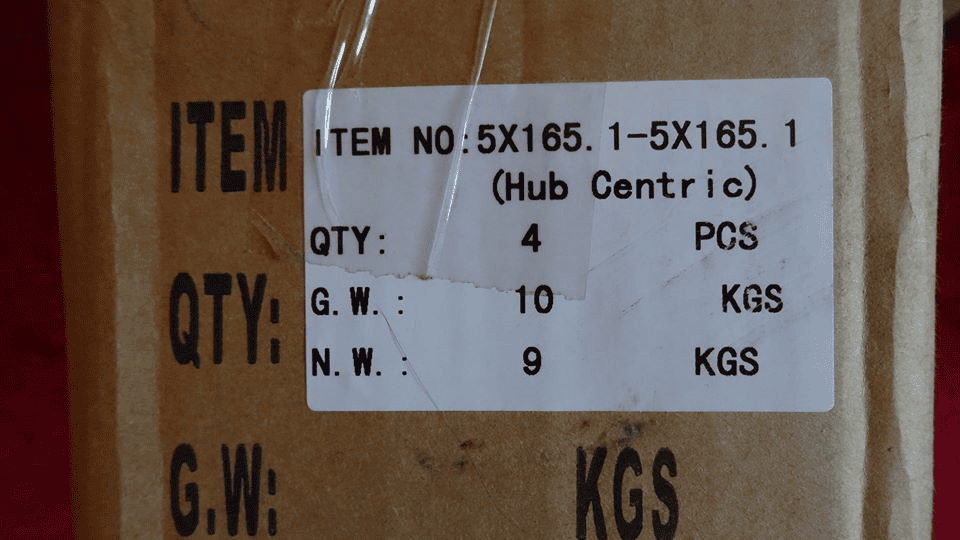 ITEM
ITEM NO:5X165.1-5X165.1
(Hub Centric)
QTY: 4 PCS
QTY:
G.W.: 10 KGS
N.W.: 9 KGS
G.W: KGS